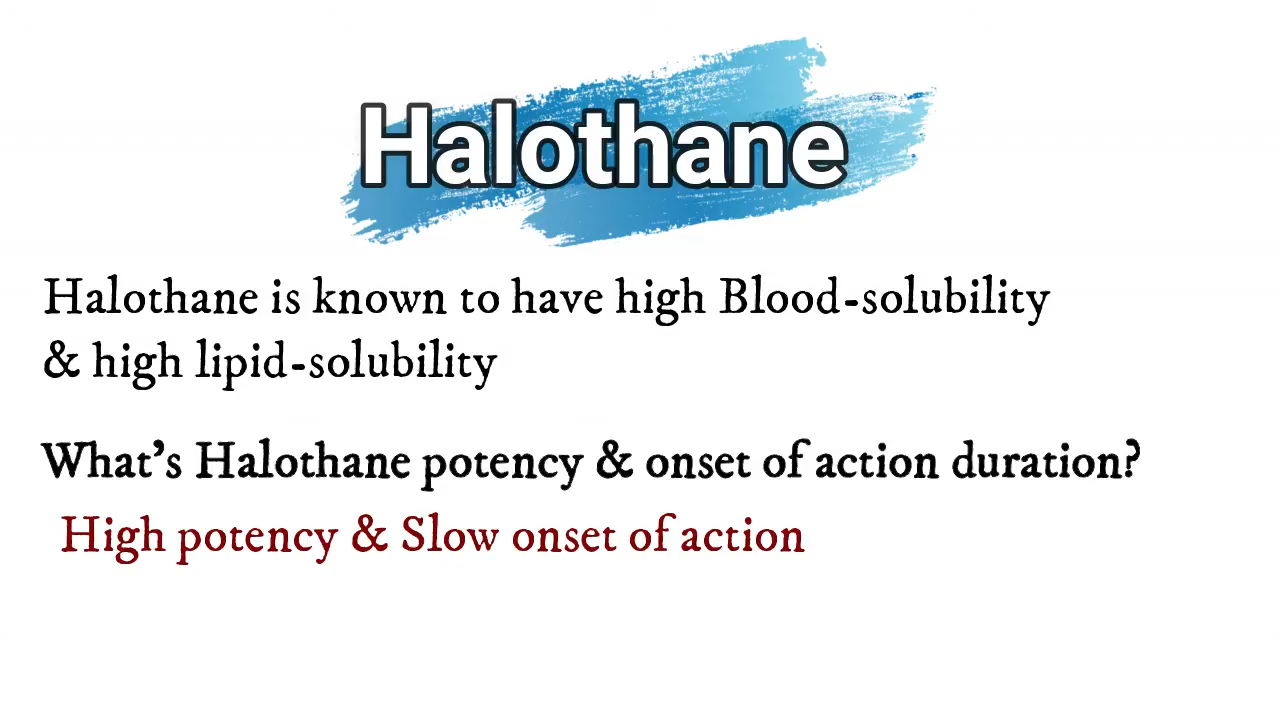 Halothane
Halothane is known to have high Blood-solubility
& high lipid-solubility
What's Halothane potency & onset of action duration?
High potency & Slow onset of action